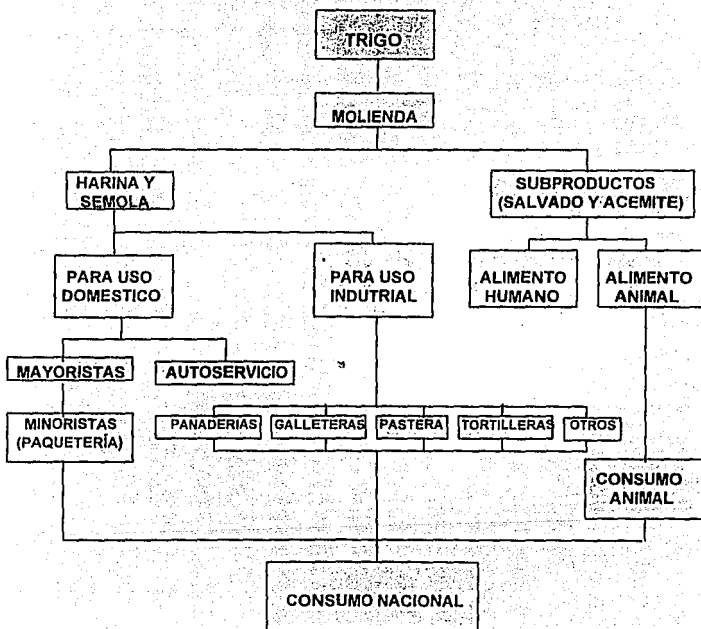 TRIGO
MOLIENDA
HARINA Y
SEMOLA
SUBPRODUCTOS
(SALVADO Y ACEMITE)
PARA USO
DOMESTICO
PARA USO
INDUTRIAL
ALIMENTO
HUMANO
ALIMENTO
ANIMAL
MAYORISTAS
AUTOSERVICIO
MINORISTAS
(PAQUETERÍA)
PANADERIAS
GALLETERAS
PASTERA
TORTILLERAS
OTROS
CONSUMO
ANIMAL
CONSUMO NACIONAL